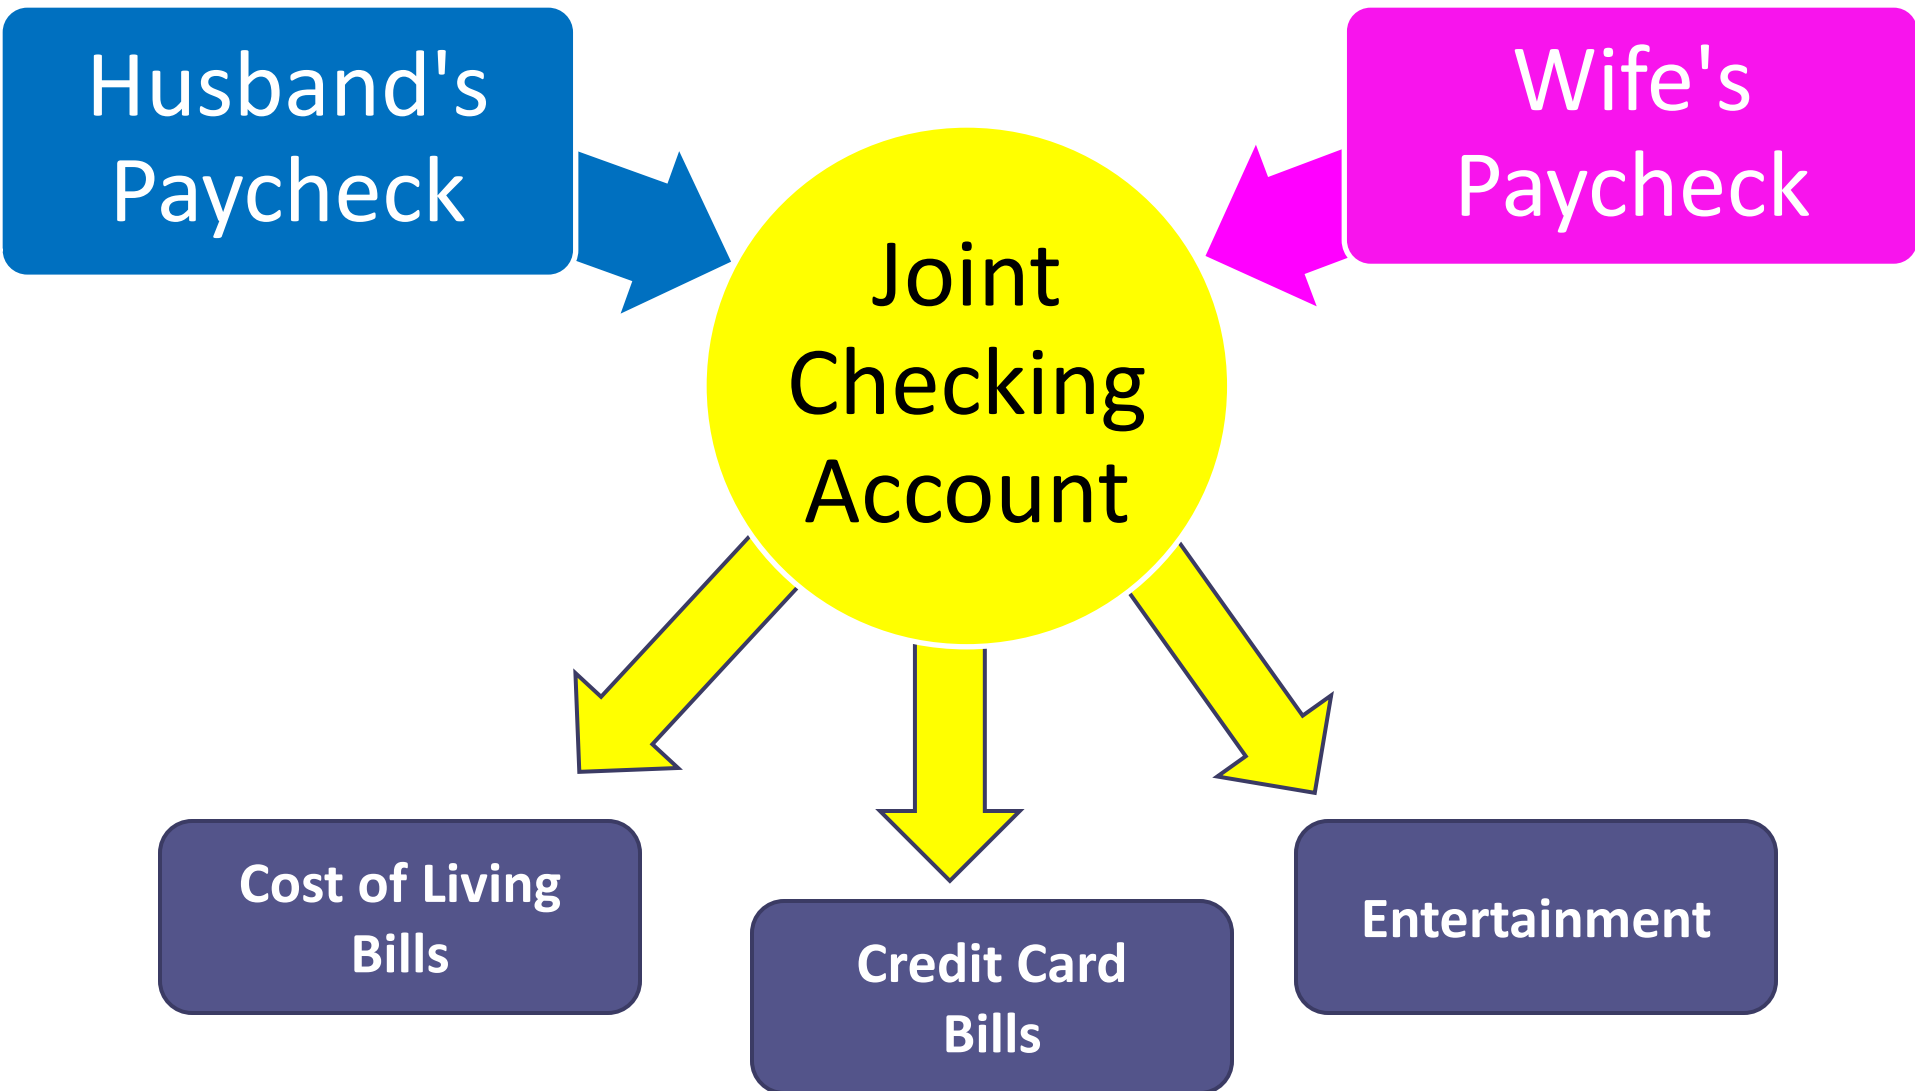 Husband's
Paycheck
Wife's
Paycheck
Joint
Checking
Account
Cost of Living
Bills
Credit Card
Bills
Entertainment